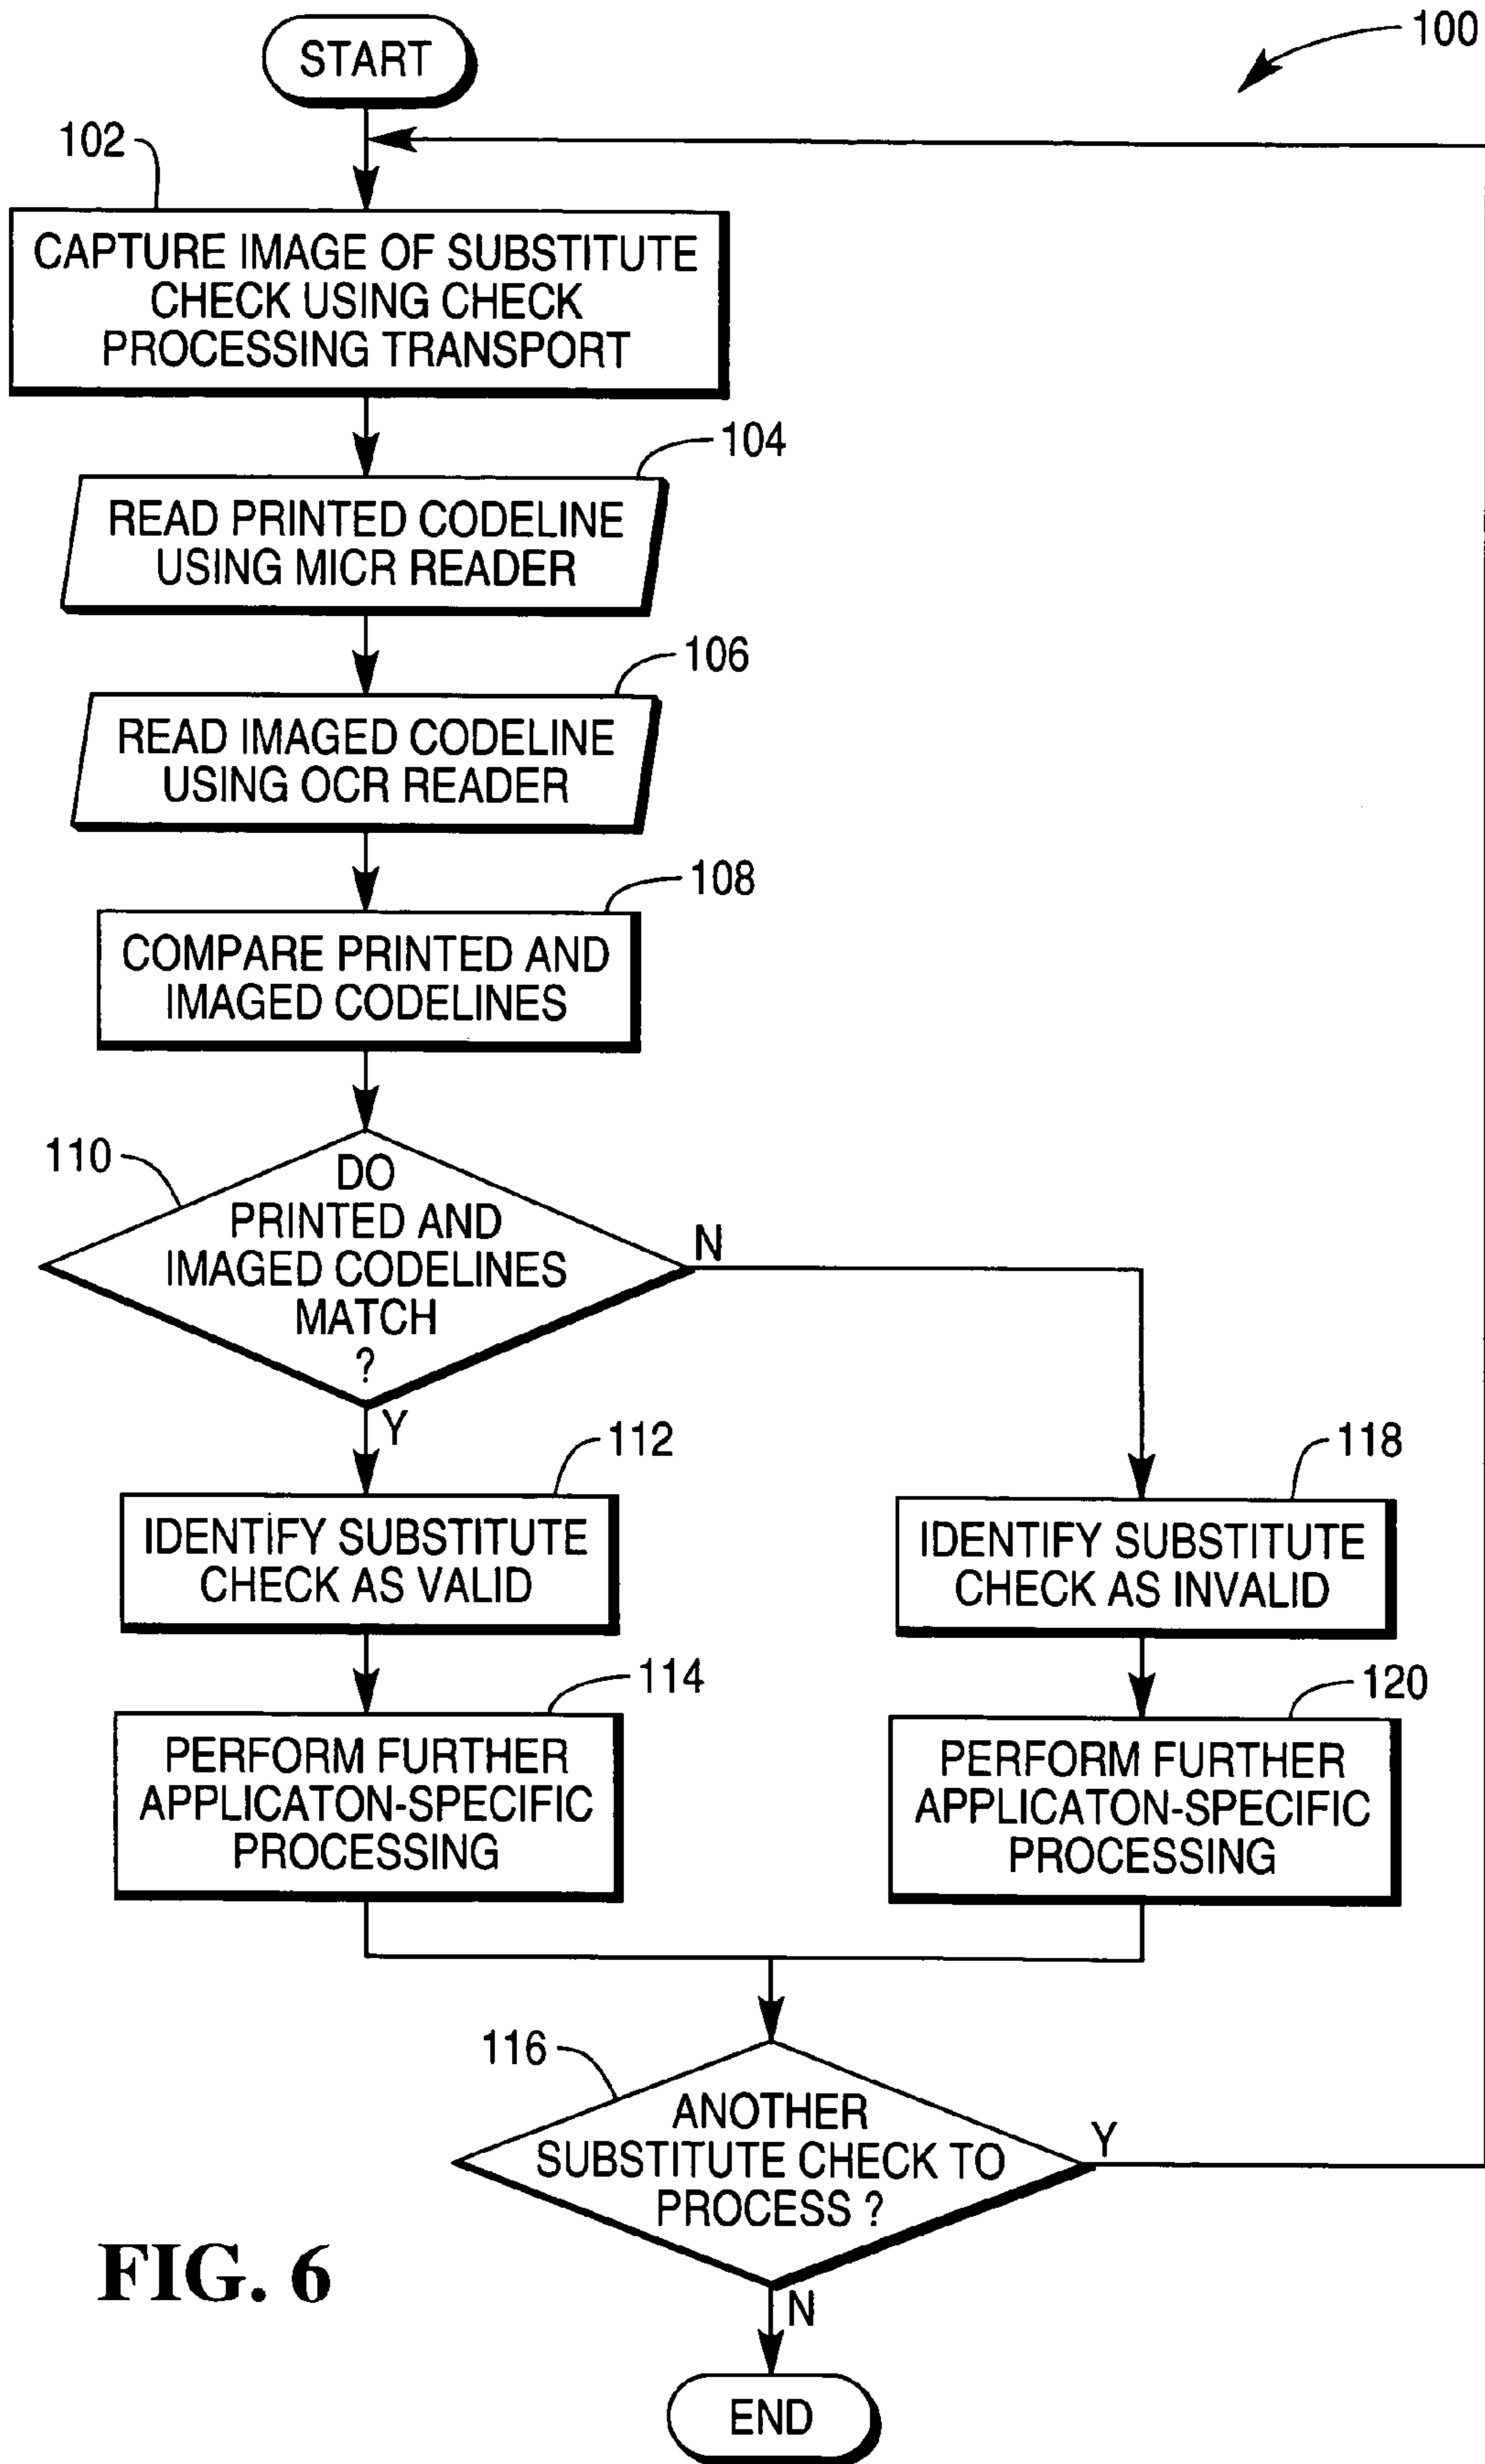 START
100
102
CAPTURE IMAGE OF SUBSTITUTE
CHECK USING CHECK
PROCESSING TRANSPORT
104
READ PRINTED CODELINE
USING MICR READER
106
READ IMAGED CODELINE
USING OCR READER
108
COMPARE PRINTED AND
IMAGED CODELINES
110
DO
PRINTED AND
IMAGED CODELINES
MATCH
?
N
Y
112
IDENTIFY SUBSTITUTE
CHECK AS VALID
118
IDENTIFY SUBSTITUTE
CHECK AS INVALID
114
PERFORM FURTHER
APPLICATON-SPECIFIC
PROCESSING
120
PERFORM FURTHER
APPLICATON-SPECIFIC
PROCESSING
116
ANOTHER
SUBSTITUTE CHECK TO
PROCESS ?
Y
N
END
FIG. 6